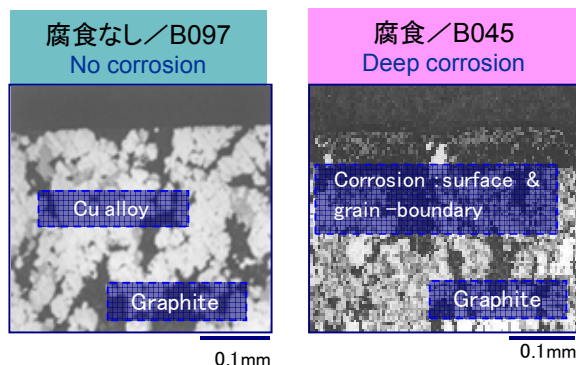 腐食なし／B097
No corrosion
腐食／B045
Deep corrosion
Cu alloy
Graphite
0.1mm
Corrosion :surface &
grain-boundary
Graphite
0.1mm